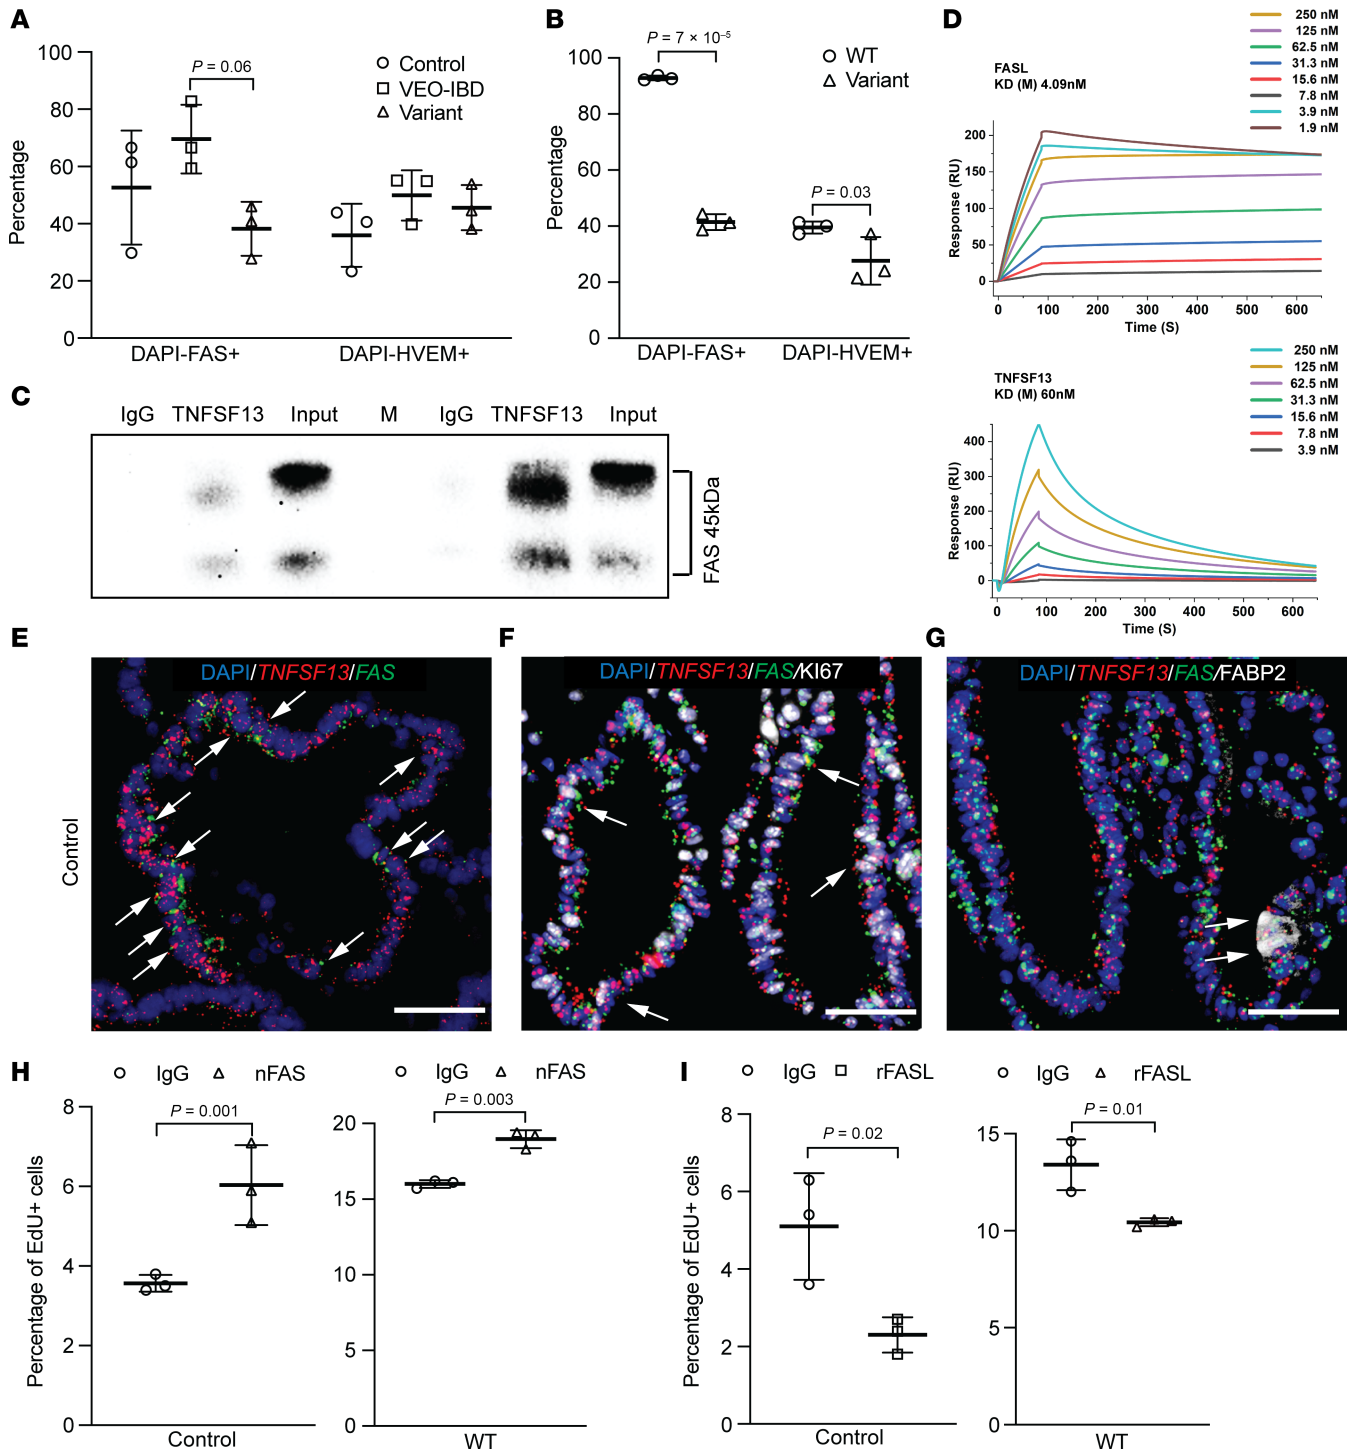 A
100
80
60
40
20
0
Percentage
P = 0.06
Control
VEO-IBD
Variant
DAPI-FAS+
DAPI-HVEM+
B
100
80
60
40
20
0
Percentage
P = 7 × 10⁻⁵
WT
Variant
P = 0.03
DAPI-FAS+
DAPI-HVEM+
C
IgG TNFSF13 Input M IgG TNFSF13 Input
FAS 45kDa
D
250 nM
125 nM
62.5 nM
31.3 nM
15.6 nM
7.8 nM
3.9 nM
1.9 nM
FASL
KD (M) 4.09nM
200
150
100
50
0
Response (RU)
0 100 200 300 400 500 600
Time (S)
250 nM
125 nM
62.5 nM
31.3 nM
15.6 nM
7.8 nM
3.9 nM
TNFSF13
KD (M) 60nM
400
300
200
100
0
Response (RU)
0 100 200 300 400 500 600
Time (S)
E
Control
DAPI/TNFSF13/FAS
F
DAPI/TNFSF13/FAS/KI67
G
DAPI/TNFSF13/FAS/FABP2
H
IgG nFAS
8
6
4
2
0
Percentage of EdU+ cells
P = 0.001
Control
IgG nFAS
20
15
10
5
0
P = 0.003
WT
I
IgG rFASL
8
6
4
2
0
Percentage of EdU+ cells
P = 0.02
Control
IgG rFASL
15
10
5
0
P = 0.01
WT